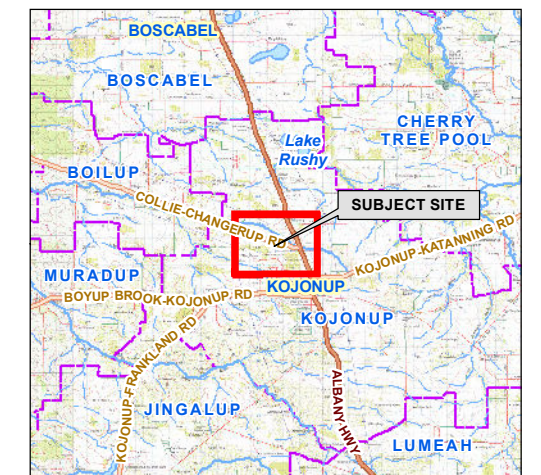 BOSCABEL
BOSCABEL
CHERRY
TREE POOL
Lake
Rushy
BOILUP
COLLIE-CHANGERUP RD
SUBJECT SITE
KOJONUP-KATANNING RD
MURADUP
KOJONUP
BOYUP BROOK-KOJONUP RD
KOJONUP
KOJONUP-FRANKLAND RD
ALBANY HWY
JINGALUP
LUMEAH